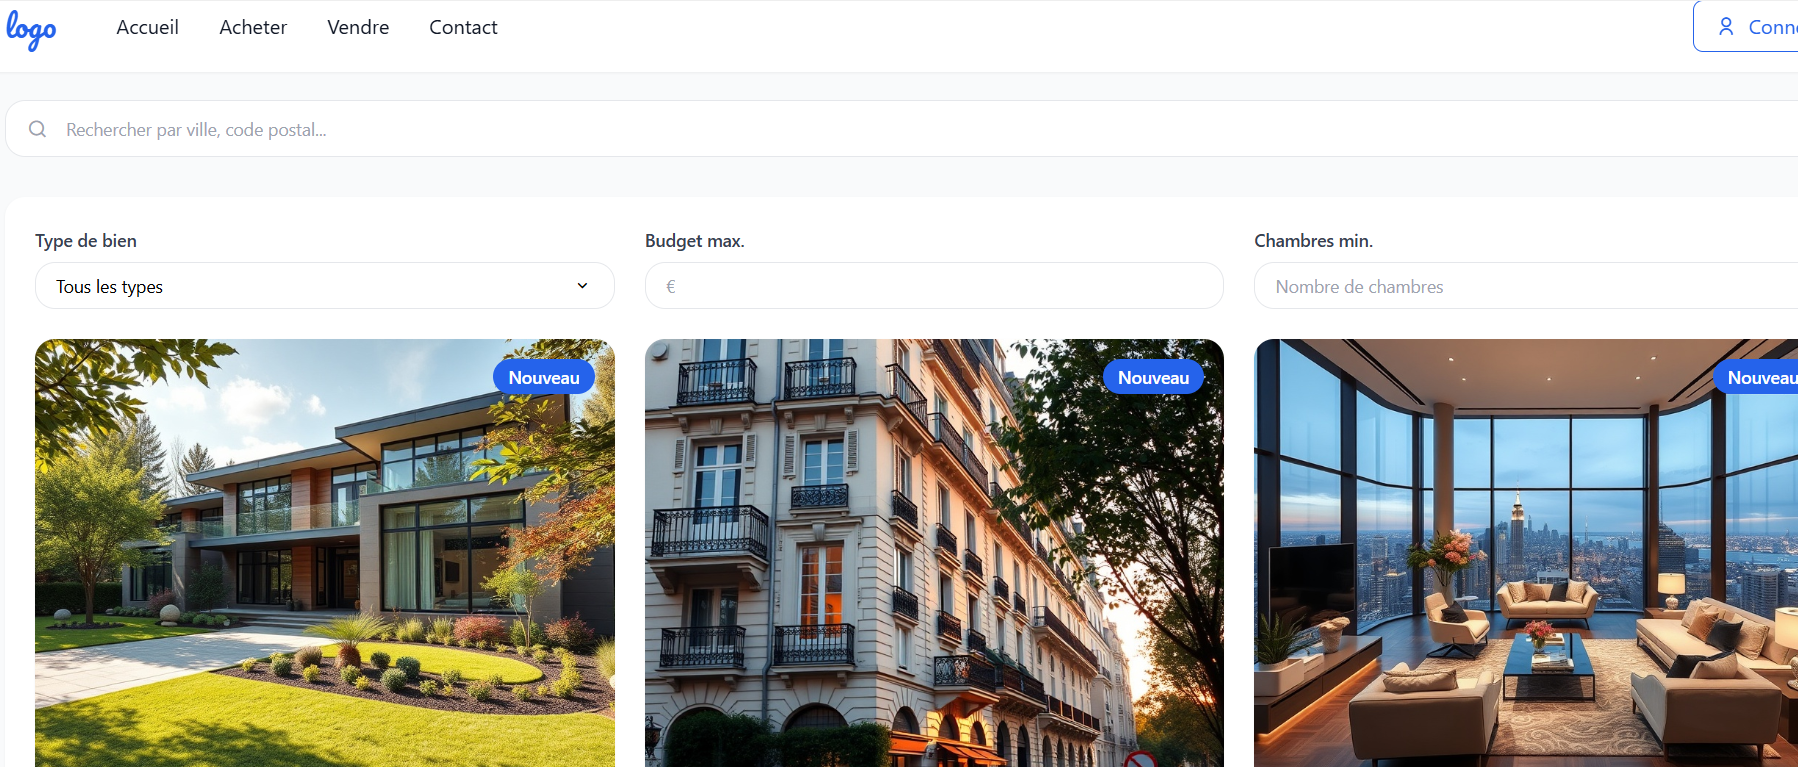 logo
Accueil
Acheter
Vendre
Contact
Rechercher par ville, code postal...
Type de bien
Budget max.
Chambres min.
Tous les types
€
Nombre de chambres
Nouveau
Nouveau
Nouveau